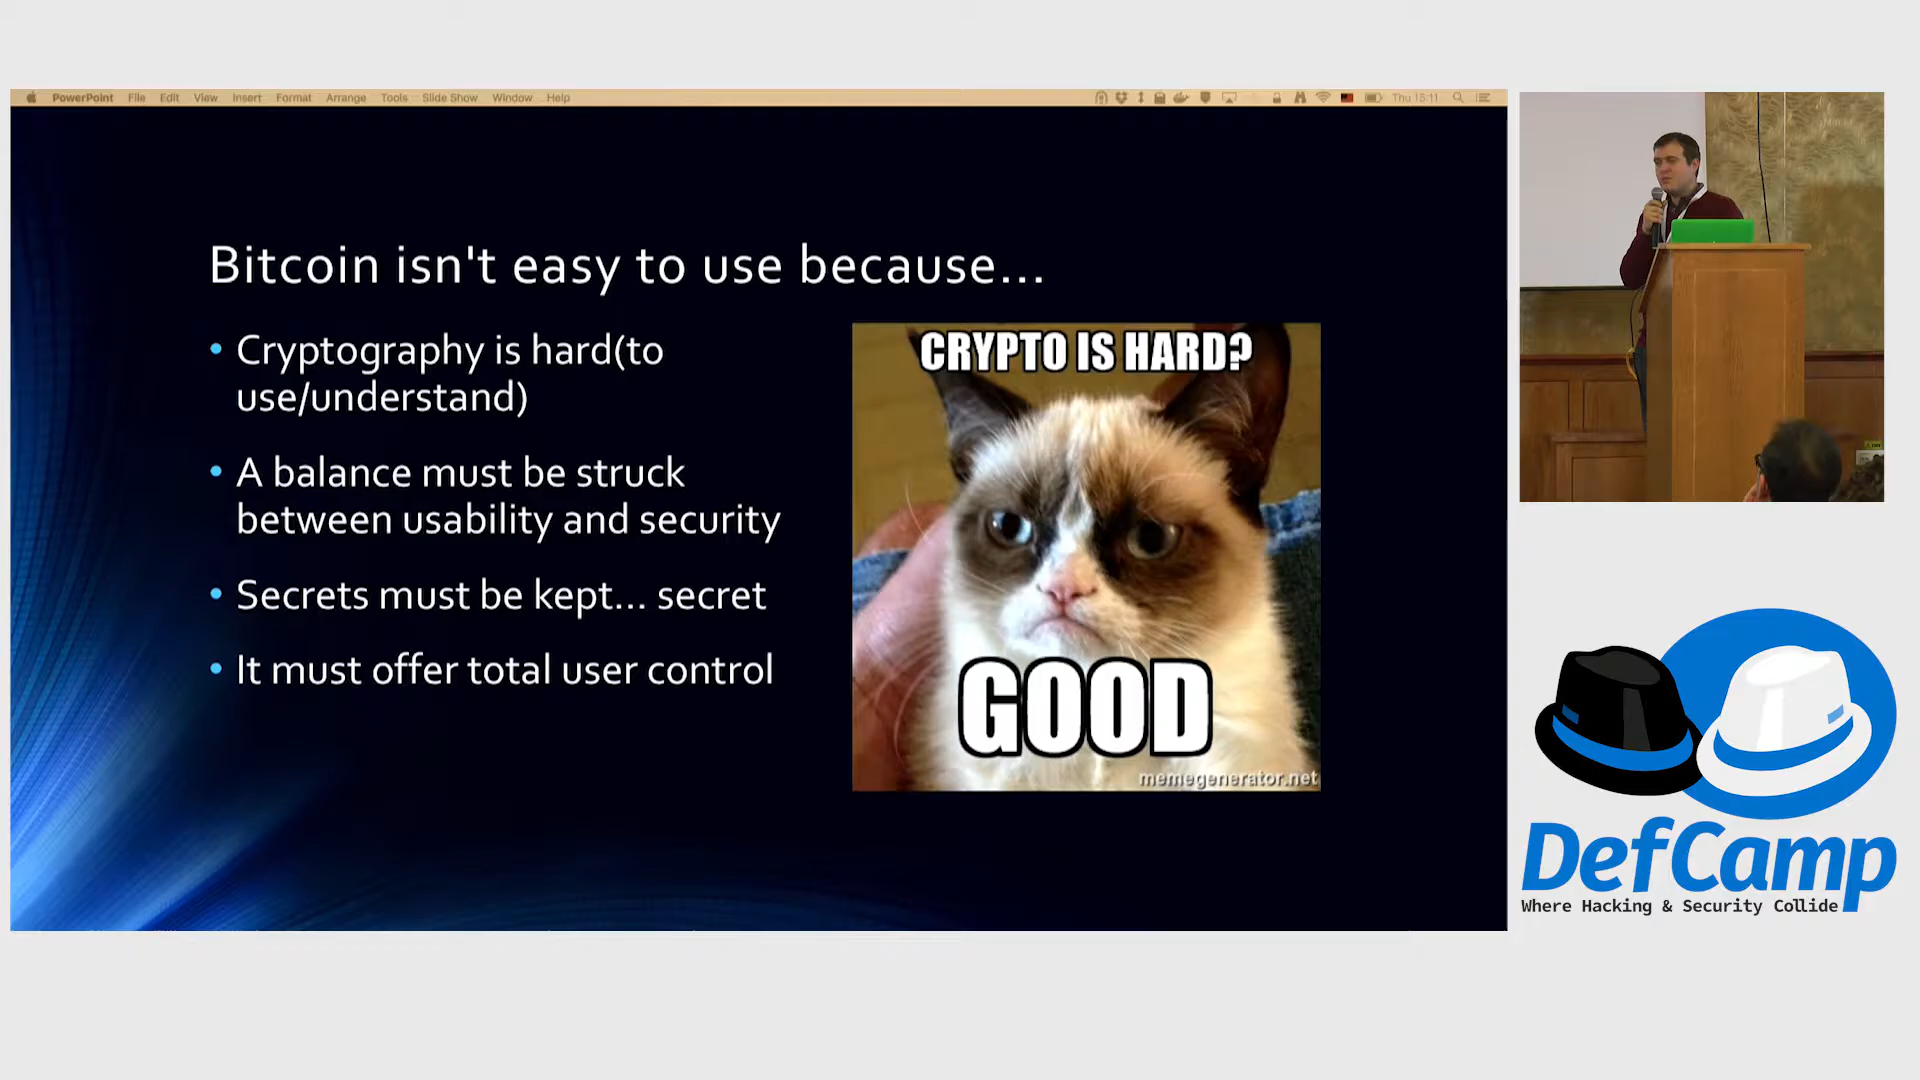 PowerPoint File Edit View Insert Format Arrange Tools Slide Show Window Help
Thu 15:11
Bitcoin isn't easy to use because...
• Cryptography is hard(to
use/understand)
• A balance must be struck
between usability and security
• Secrets must be kept... secret
• It must offer total user control
CRYPTO IS HARD?
GOOD
memegenerator.net
DefCamp
Where Hacking & Security Collide